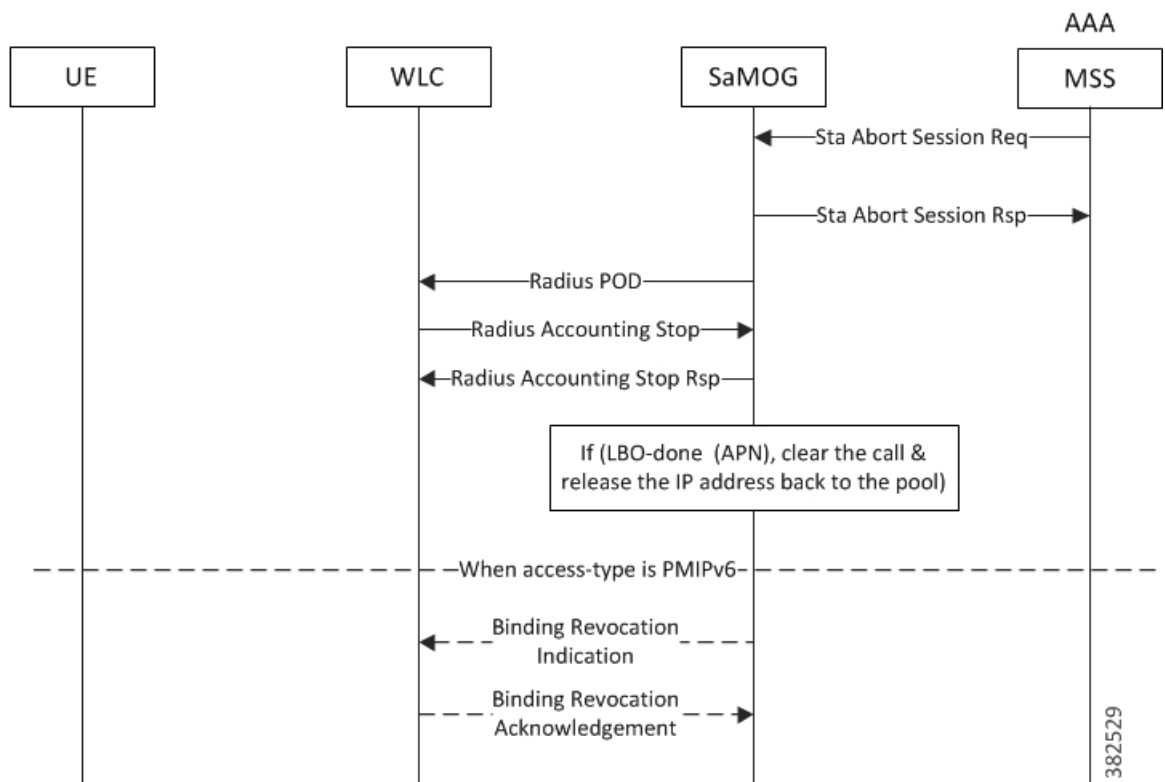 AAA
UE
WLC
SaMOG
MSS
Sta Abort Session Req
Sta Abort Session Rsp
Radius POD
Radius Accounting Stop
Radius Accounting Stop Rsp
If (LBO-done (APN), clear the call &
release the IP address back to the pool)
When access-type is PMIPv6
Binding Revocation
Indication
Binding Revocation
Acknowledgement
382529